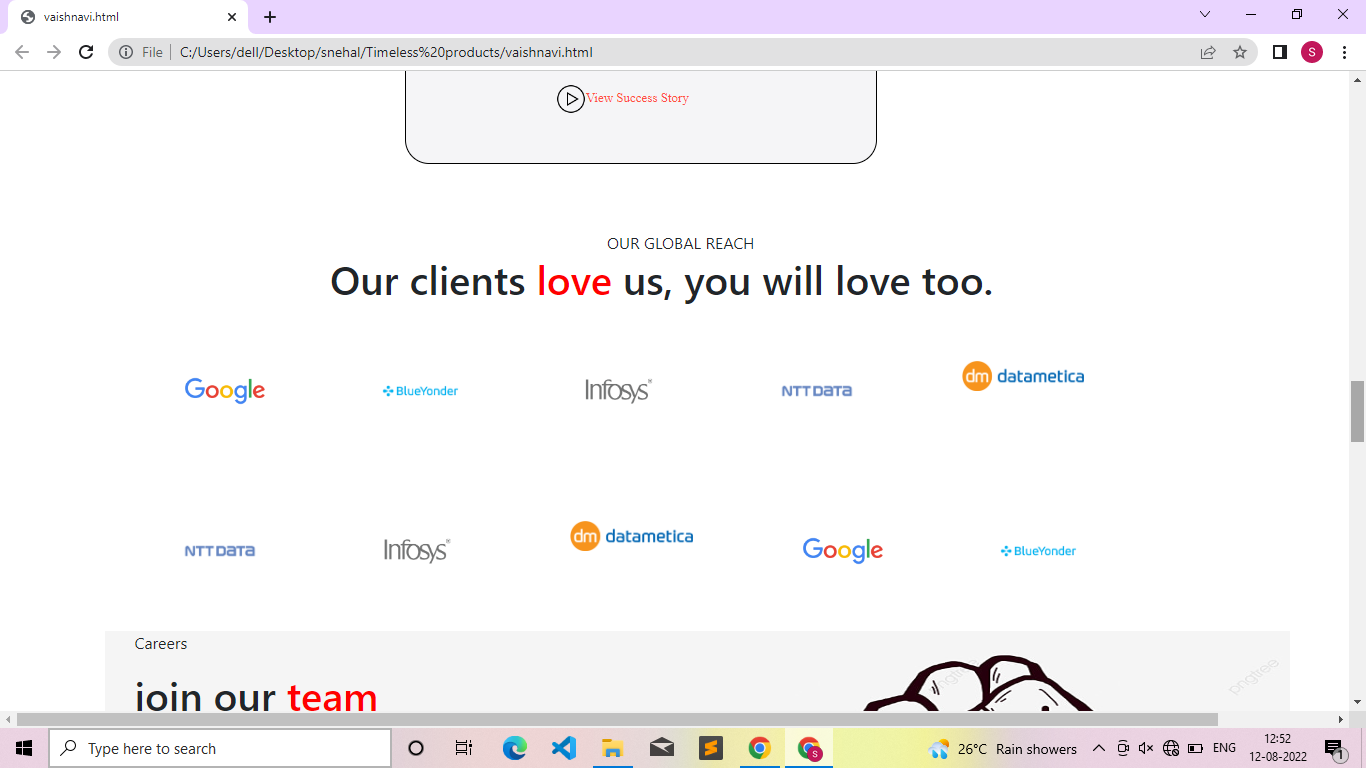 vaishnavi.html
File
C:/Users/dell/Desktop/snehal/Timeless%20products/vaishnavi.html
S
View Success Story
OUR GLOBAL REACH
Our clients love us, you will love too.
Google BlueYonder Infosys® NTT DATA dm datametica
NTT DATA Infosys® dm datametica Google BlueYonder
Careers
join our team
pngtree
Type here to search
S
26°C Rain showers
ENG
12:52
12-08-2022
1